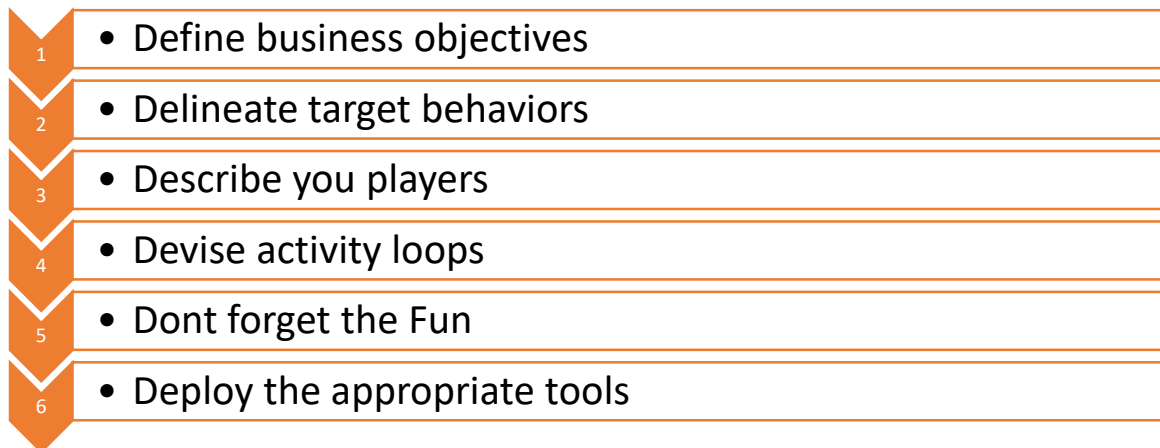 1 • Define business objectives
2 • Delineate target behaviors
3 • Describe you players
4 • Devise activity loops
5 • Dont forget the Fun
6 • Deploy the appropriate tools